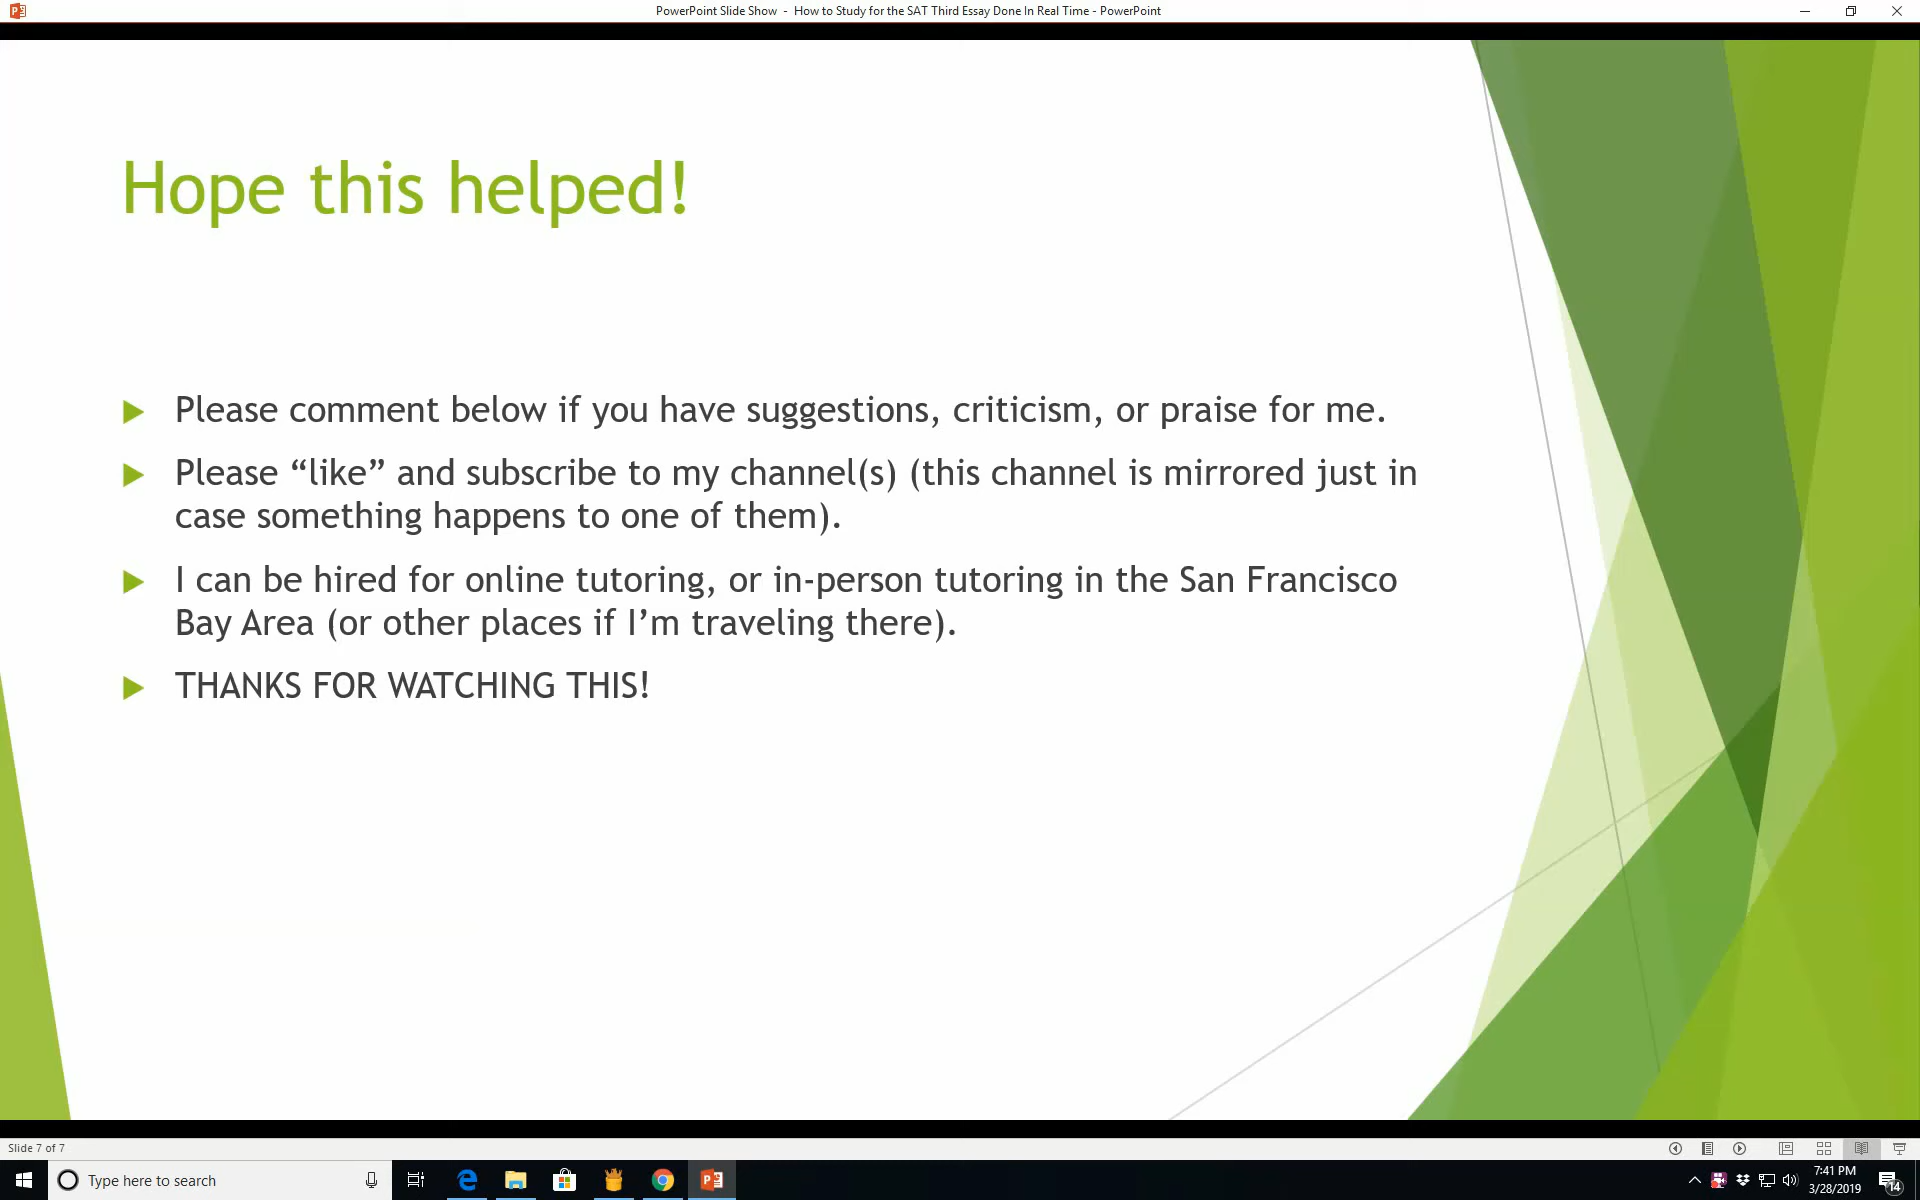 PowerPoint Slide Show - How to Study for the SAT Third Essay Done In Real Time - PowerPoint
Hope this helped!
Please comment below if you have suggestions, criticism, or praise for me.
Please “like” and subscribe to my channel(s) (this channel is mirrored just in
case something happens to one of them).
I can be hired for online tutoring, or in-person tutoring in the San Francisco
Bay Area (or other places if I’m traveling there).
THANKS FOR WATCHING THIS!
Slide 7 of 7
Type here to search
7:41 PM
3/28/2019
14